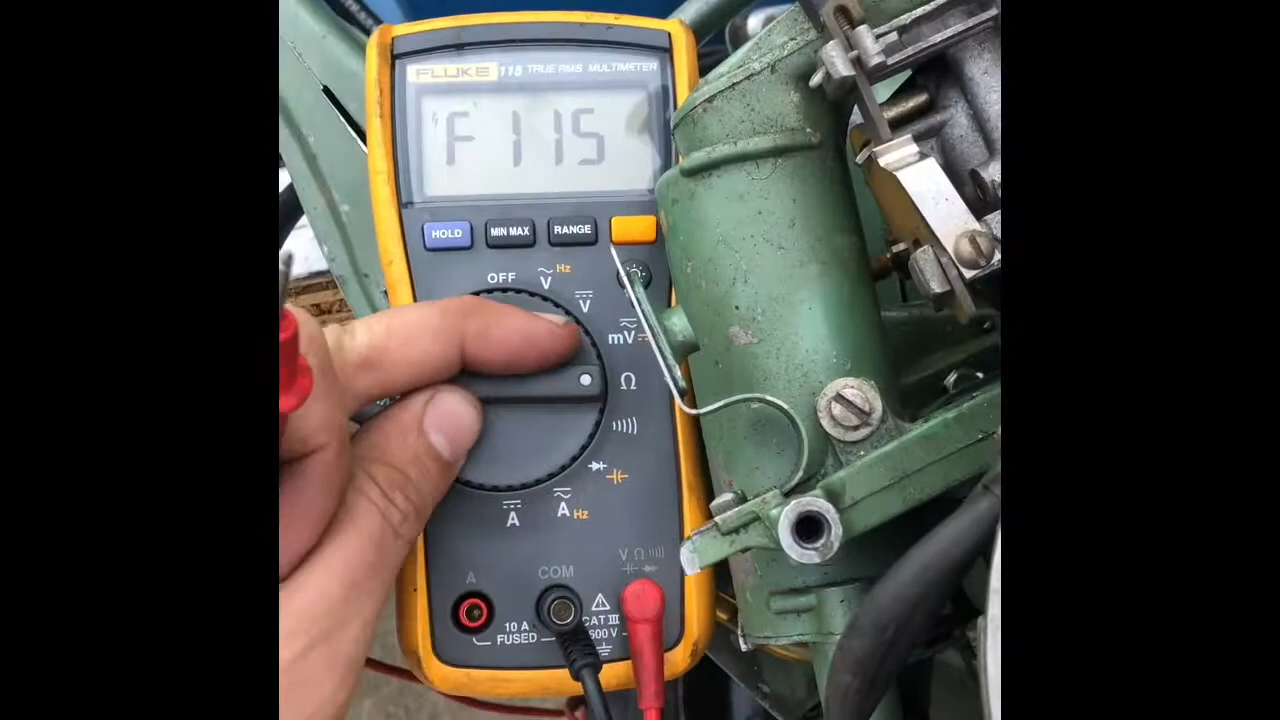 FLUKE 115 TRUE RMS MULTIMETER
F115
HOLD MIN MAX RANGE
OFF
Hz
V
V
mV
Ω
A
A Hz
A COM V Ω
10 A
FUSED
CAT III
600 V